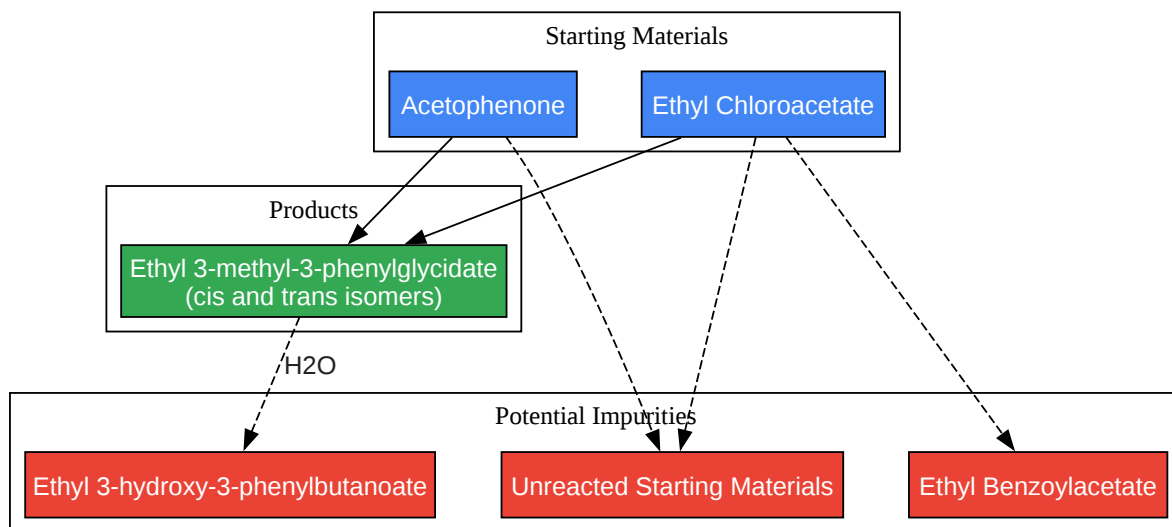 Starting Materials
Acetophenone
Ethyl Chloroacetate
Products
Ethyl 3-methyl-3-phenylglycidate
(cis and trans isomers)
H2O
Potential Impurities
Ethyl 3-hydroxy-3-phenylbutanoate
Unreacted Starting Materials
Ethyl Benzoylacetate